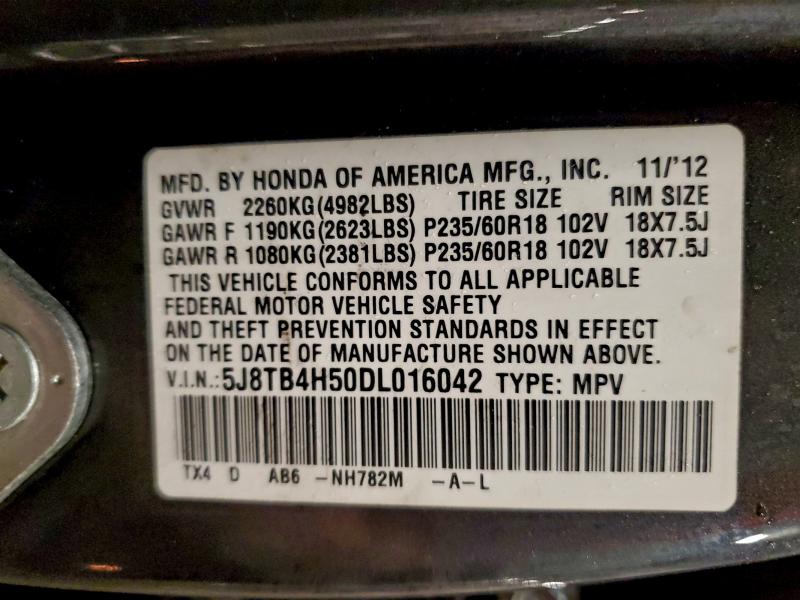 MFD. BY HONDA OF AMERICA MFG., INC. 11/'12
GVWR 2260KG(4982LBS) TIRE SIZE RIM SIZE
GAWR F 1190KG(2623LBS) P235/60R18 102V 18X7.5J
GAWR R 1080KG(2381LBS) P235/60R18 102V 18X7.5J
THIS VEHICLE CONFORMS TO ALL APPLICABLE
FEDERAL MOTOR VEHICLE SAFETY
AND THEFT PREVENTION STANDARDS IN EFFECT
ON THE DATE OF MANUFACTURE SHOWN ABOVE.
V.I.N.:5J8TB4H50DL016042 TYPE: MPV
TX4 D AB6 -NH782M -A-L